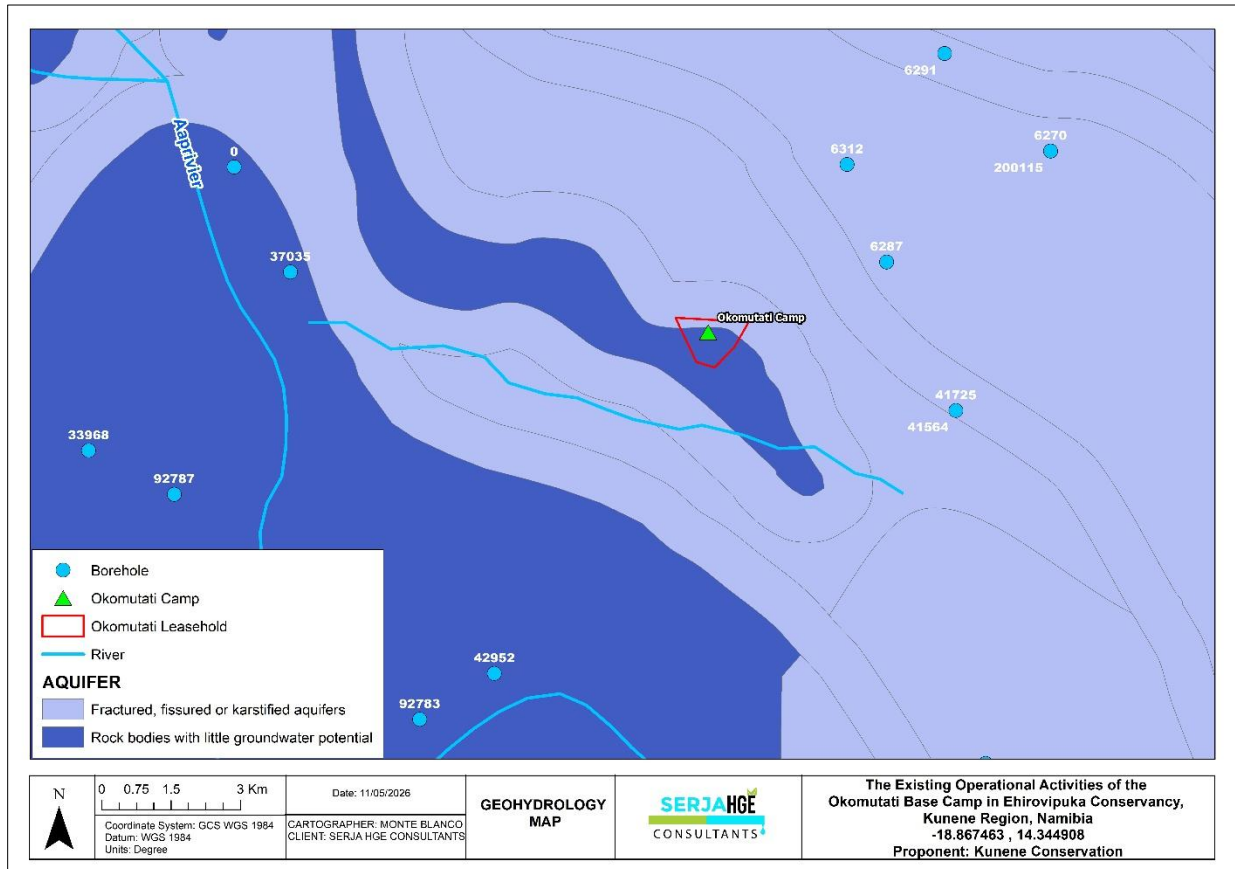 6291
6270
200115
6312
0
Aaprivier
37035
6287
Okomutati Camp
41725
41564
33968
92787
42952
92783
Borehole
Okomutati Camp
Okomutati Leasehold
River
AQUIFER
Fractured, fissured or karstified aquifers
Rock bodies with little groundwater potential
N
0 0.75 1.5 3 Km
Coordinate System: GCS WGS 1984
Datum: WGS 1984
Units: Degree
Date: 11/05/2026
CARTOGRAPHER: MONTE BLANCO
CLIENT: SERJA HGE CONSULTANTS
GEOHYDROLOGY
MAP
SERJAHGE
CONSULTANTS
The Existing Operational Activities of the
Okomutati Base Camp in Ehirovipuka Conservancy,
Kunene Region, Namibia
-18.867463 , 14.344908
Proponent: Kunene Conservation